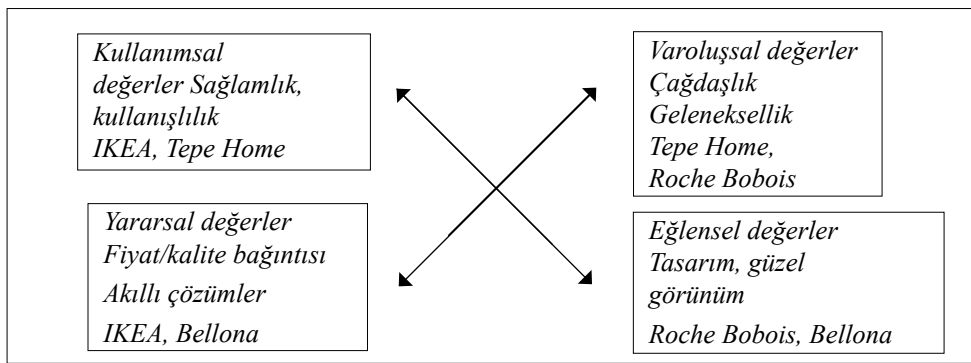 Kullanımsal
değerler Sağlamlık,
kullanışlılık
IKEA, Tepe Home
Varoluşsal değerler
Çağdaşlık
Geleneksellik
Tepe Home,
Roche Bobois
Yararsal değerler
Fiyat/kalite bağıntısı
Akıllı çözümler
IKEA, Bellona
Eğlensel değerler
Tasarım, güzel
görünüm
Roche Bobois, Bellona